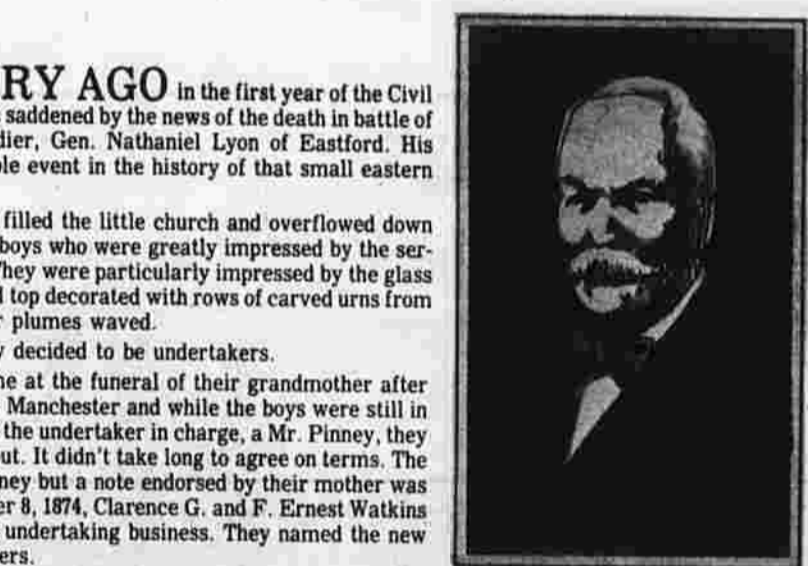 RY AGO in the first year of the Civil
saddened by the news of the death in battle of
dier, Gen. Nathaniel Lyon of Eastford. His
le event in the history of that small eastern
filled the little church and overflowed down
boys who were greatly impressed by the ser-
hey were particularly impressed by the glass
top decorated with rows of carved urns from
plumes waved.
decided to be undertakers.
e at the funeral of their grandmother after
Manchester and while the boys were still in
the undertaker in charge, a Mr. Pinney, they
ut. It didn't take long to agree on terms. The
ney but a note endorsed by their mother was
er 8, 1874, Clarence G. and F. Ernest Watkins
undertaking business. They named the new
ers.